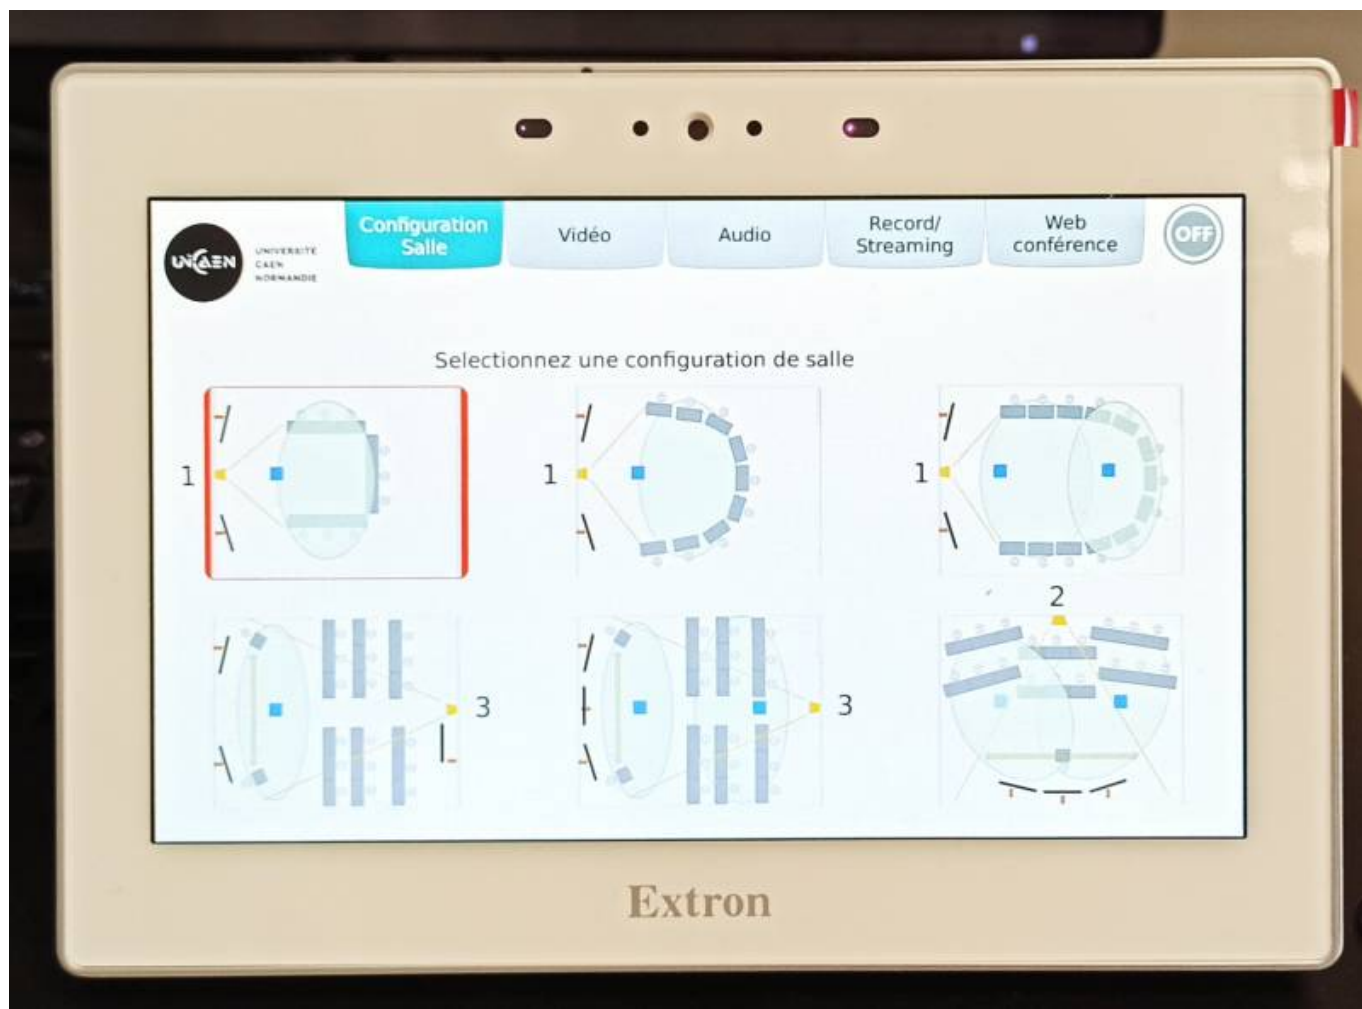 Configuration
Salle
Vidéo
Audio
Record/
Streaming
Web
conférence
OFF
UNICAEN
UNIVERSITÉ
CAEN
NORMANDIE
Selectionnez une configuration de salle
1
1
1
2
3
3
Extron